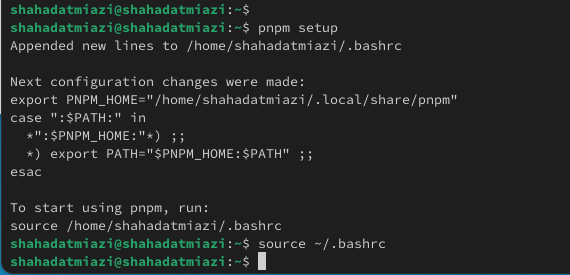 shahadatmiazi@shahadatmiazi:~$
shahadatmiazi@shahadatmiazi:~$ pnpm setup
Appended new lines to /home/shahadatmiazi/.bashrc

Next configuration changes were made:
export PNPM_HOME="/home/shahadatmiazi/.local/share/pnpm"
case ":$PATH:" in
  *":$PNPM_HOME:"*) ;;
  *) export PATH="$PNPM_HOME:$PATH" ;;
esac

To start using pnpm, run:
source /home/shahadatmiazi/.bashrc
shahadatmiazi@shahadatmiazi:~$ source ~/.bashrc
shahadatmiazi@shahadatmiazi:~$